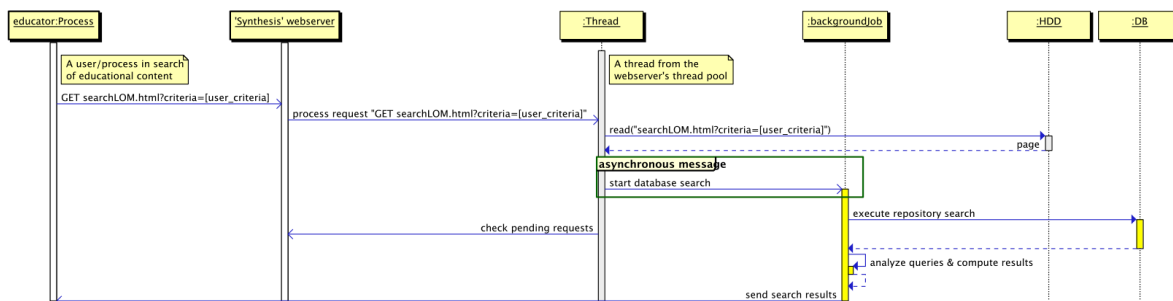 educator:Process
'Synthesis' webserver
:Thread
:backgroundJob
:HDD
:DB
A user/process in search
of educational content
A thread from the
webserver's thread pool
GET searchLOM.html?criteria=[user_criteria]
process request "GET searchLOM.html?criteria=[user_criteria]"
read("searchLOM.html?criteria=[user_criteria]")
page
asynchronous message
start database search
execute repository search
check pending requests
analyze queries & compute results
send search results